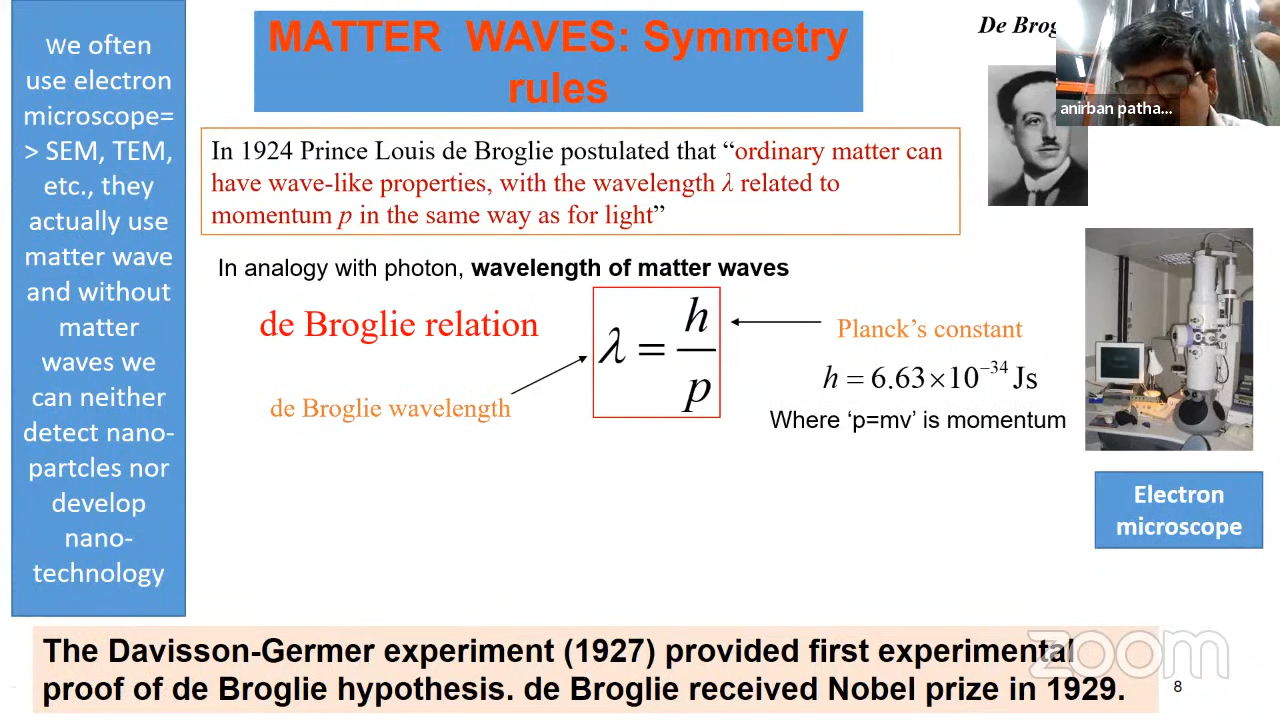 We often
use electron
microscope=
> SEM, TEM,
etc., they
actually use
matter wave
and without
matter
waves we
can neither
detect nano-
partcles nor
develop
nano-
technology
MATTER WAVES: Symmetry
rules
De Brog
anirban patha...
In 1924 Prince Louis de Broglie postulated that “ordinary matter can
have wave-like properties, with the wavelength λ related to
momentum p in the same way as for light”
In analogy with photon, wavelength of matter waves
de Broglie relation
λ = h/p
de Broglie wavelength
Planck’s constant
h = 6.63×10⁻³⁴ Js
Where ‘p=mv’ is momentum
Electron
microscope
The Davisson-Germer experiment (1927) provided first experimental
proof of de Broglie hypothesis. de Broglie received Nobel prize in 1929.
zoom
8